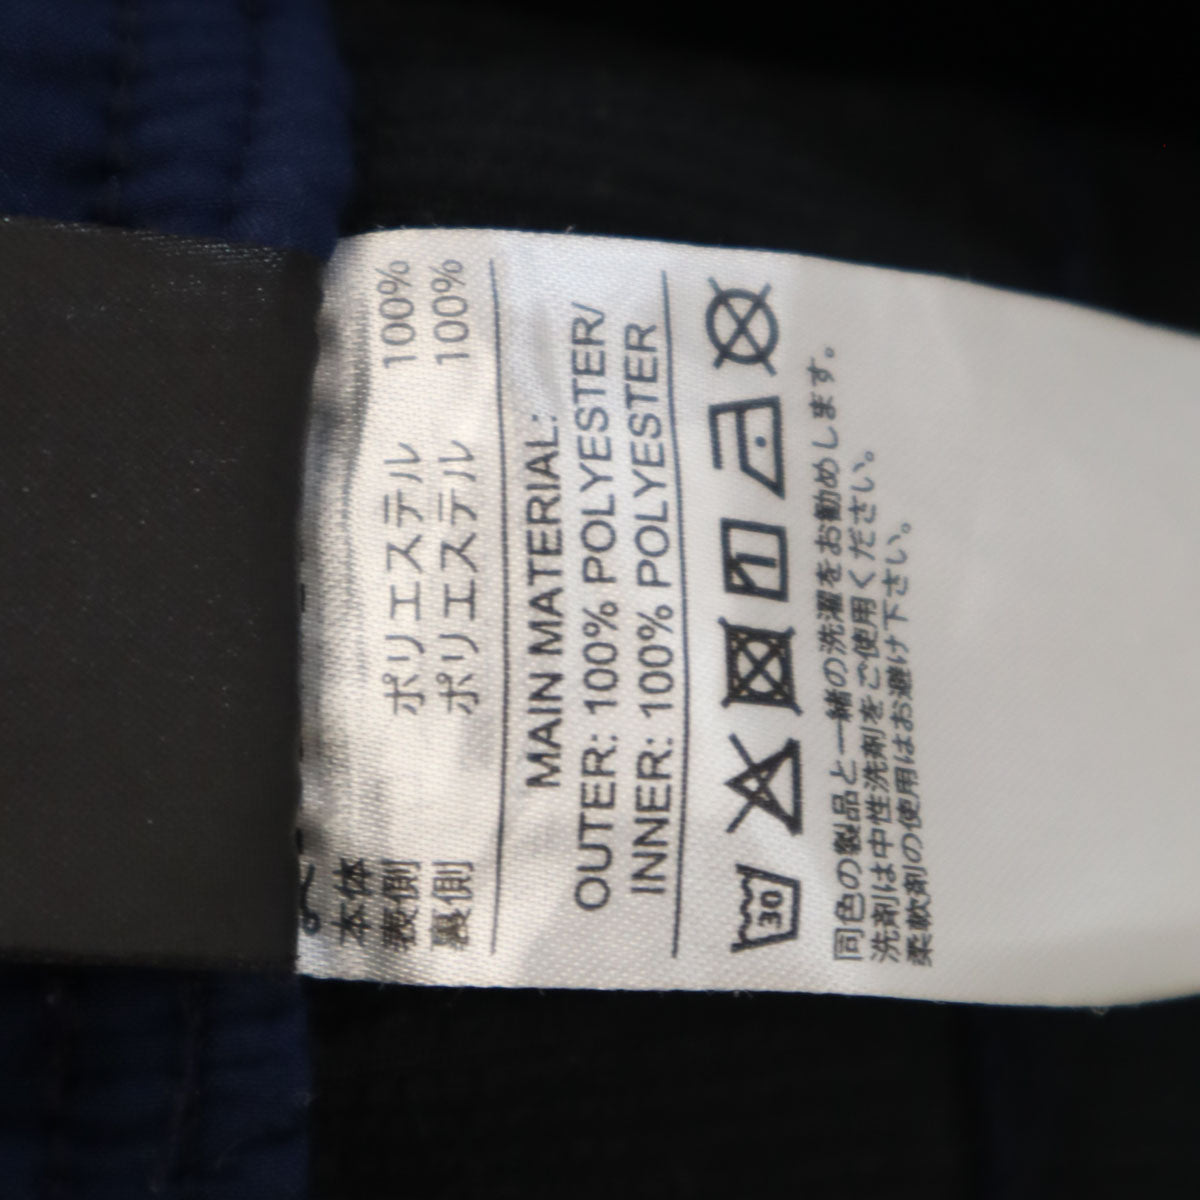 本体
表側 ポリエステル 100%
裏側 ポリエステル 100%
MAIN MATERIAL:
OUTER: 100% POLYESTER/
INNER: 100% POLYESTER
30
同色の製品と一緒の洗濯をお勧めします。
洗剤は中性洗剤をご使用ください。
柔軟剤の使用はお避け下さい。